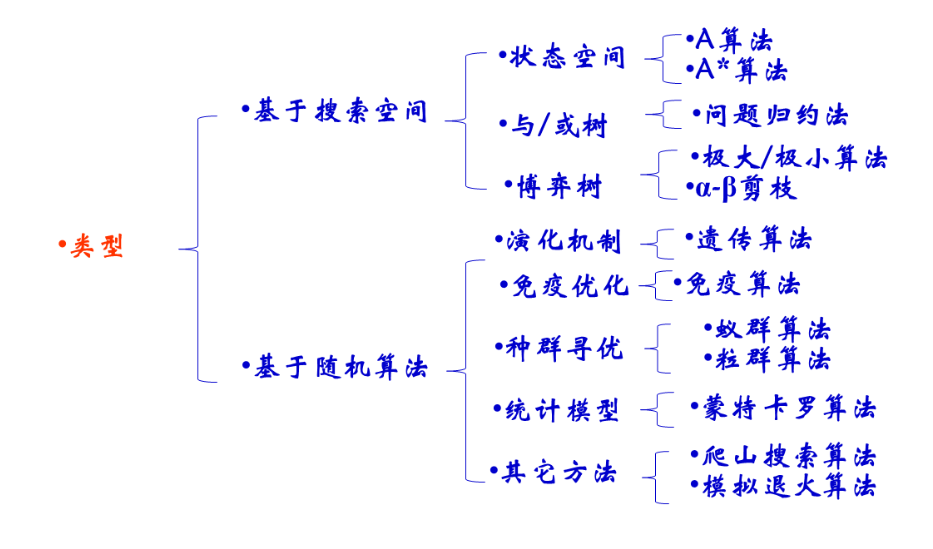 •类型
•基于搜索空间
•状态空间
•A算法
•A*算法
•与/或树
•问题归约法
•博弈树
•极大/极小算法
•α-β剪枝
•基于随机算法
•演化机制
•遗传算法
•免疫优化
•免疫算法
•种群寻优
•蚁群算法
•粒群算法
•统计模型
•蒙特卡罗算法
•其它方法
•爬山搜索算法
•模拟退火算法